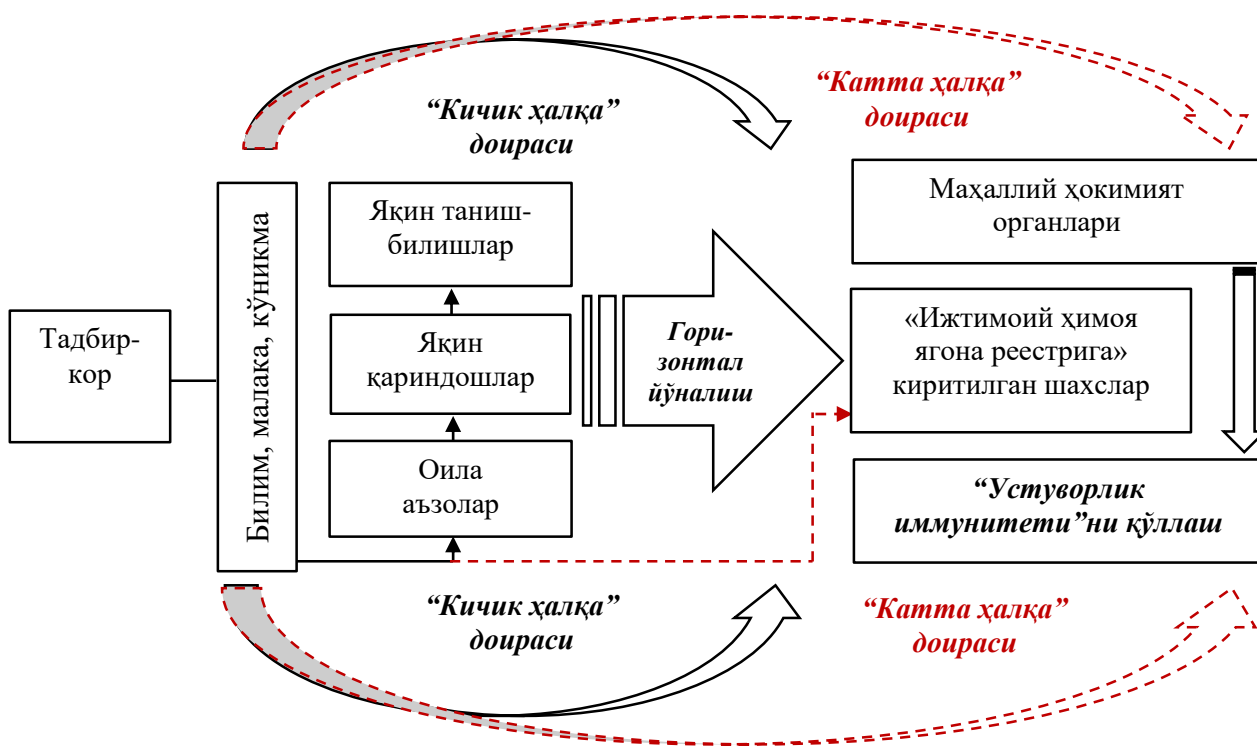 “Кичик ҳалқа”
доираси
“Катта ҳалқа”
доираси
Тадбир-
кор
Билим, малака, кўникма
Яқин таниш-
билишлар
Яқин
қариндошлар
Оила
аъзолар
Гори-
зонтал
йўналиш
Маҳаллий ҳокимият
органлари
«Ижтимоий ҳимоя
ягона реестрига»
киритилган шахслар
“Устуворлик
иммунитети”ни қўллаш
“Кичик ҳалқа”
доираси
“Катта ҳалқа”
доираси